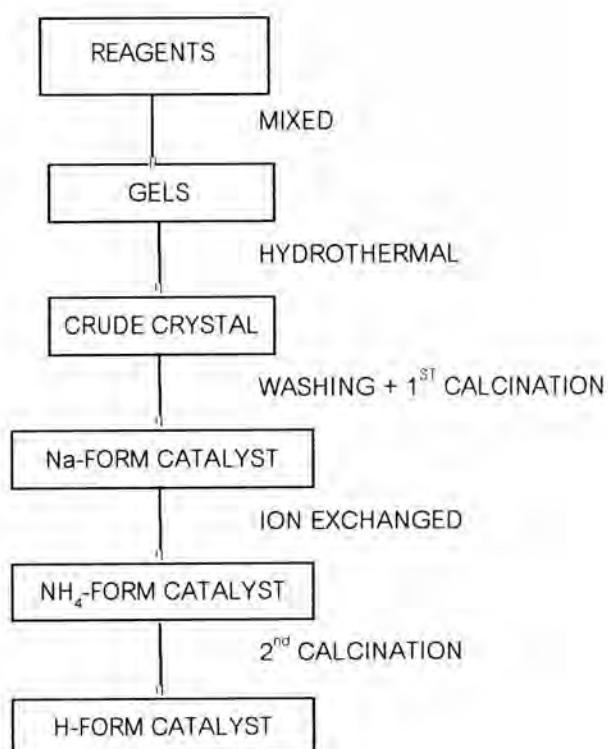 REAGENTS
MIXED
GELS
HYDROTHERMAL
CRUDE CRYSTAL
WASHING + 1ST CALCINATION
Na-FORM CATALYST
ION EXCHANGED
NH4-FORM CATALYST
2nd CALCINATION
H-FORM CATALYST